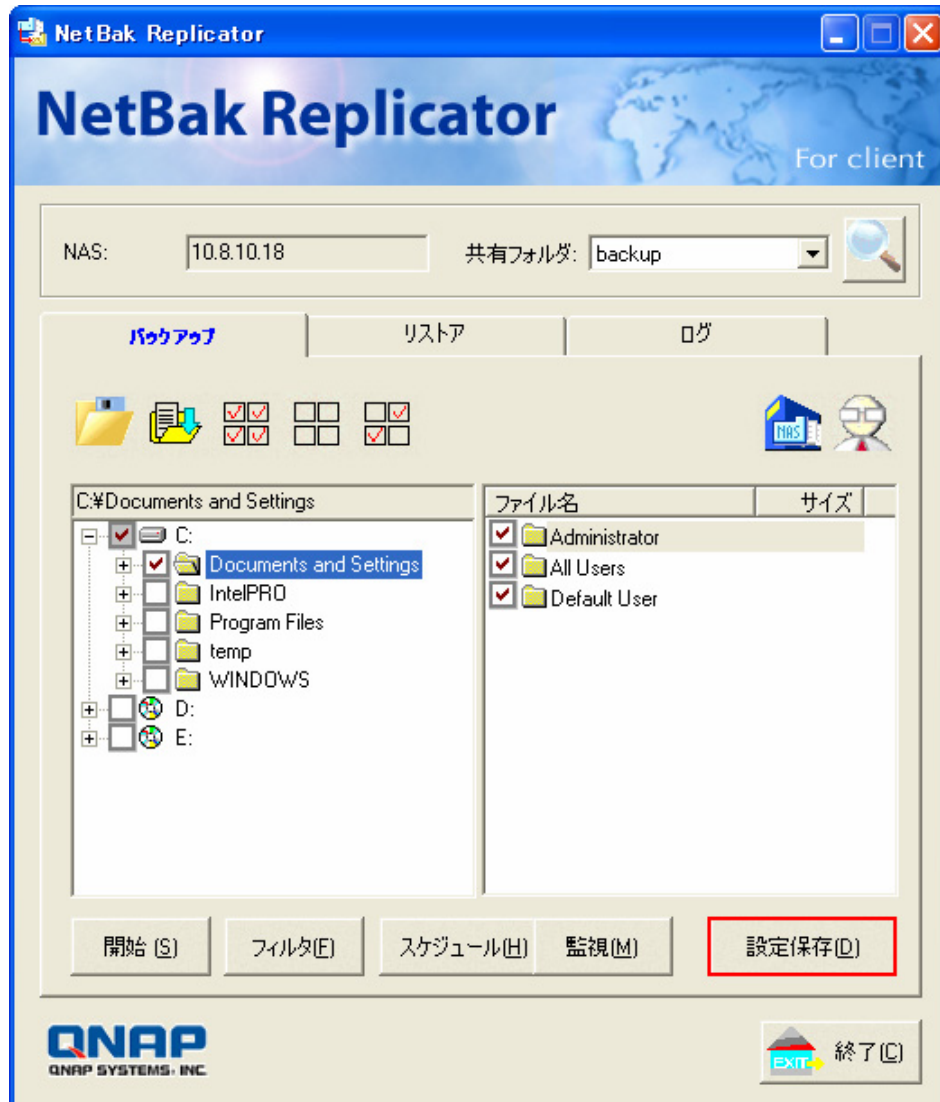 NetBak Replicator
NetBak Replicator
For client
NAS: 10.8.10.18 共有フォルダ: backup
バックアップ リストア ログ
NAS
C:¥Documents and Settings
ファイル名 サイズ
C:
Documents and Settings
IntelPRO
Program Files
temp
WINDOWS
D:
E:
Administrator
All Users
Default User
開始 (S) フィルタ(F) スケジュール(H) 監視(M) 設定保存(D)
QNAP
QNAP SYSTEMS, INC.
EXIT 終了(C)